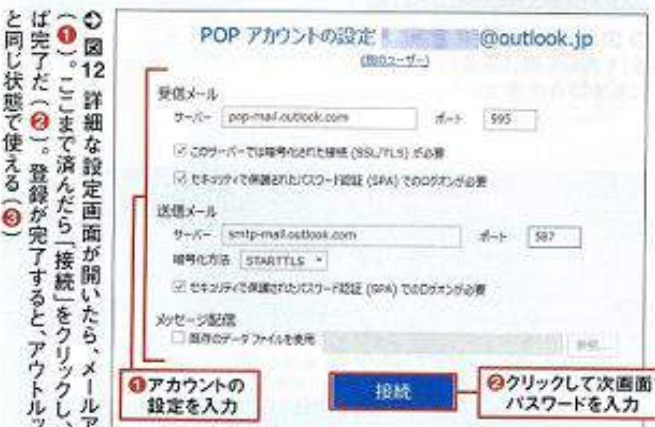 ➲ 図12 詳細な設定画面が開いたら、メールア
(❶)。ここまで済んだら「接続」をクリックし、
ば完了だ(❷)。登録が完了すると、アウトルッ
と同じ状態で使える(❸)
POP アカウントの設定 @outlook.jp
(別のユーザー)
受信メール
サーバー pop-mail.outlook.com ポート 995
このサーバーでは暗号化された接続 (SSL/TLS) が必要
セキュリティで保護されたパスワード認証 (SPA) でのログオンが必要
送信メール
サーバー smtp-mail.outlook.com ポート 587
暗号化方法 STARTTLS
セキュリティで保護されたパスワード認証 (SPA) でのログオンが必要
メッセージ配信
既存のデータ ファイルを使用
❶アカウントの
設定を入力
接続
❷クリックして次画面
パスワードを入力